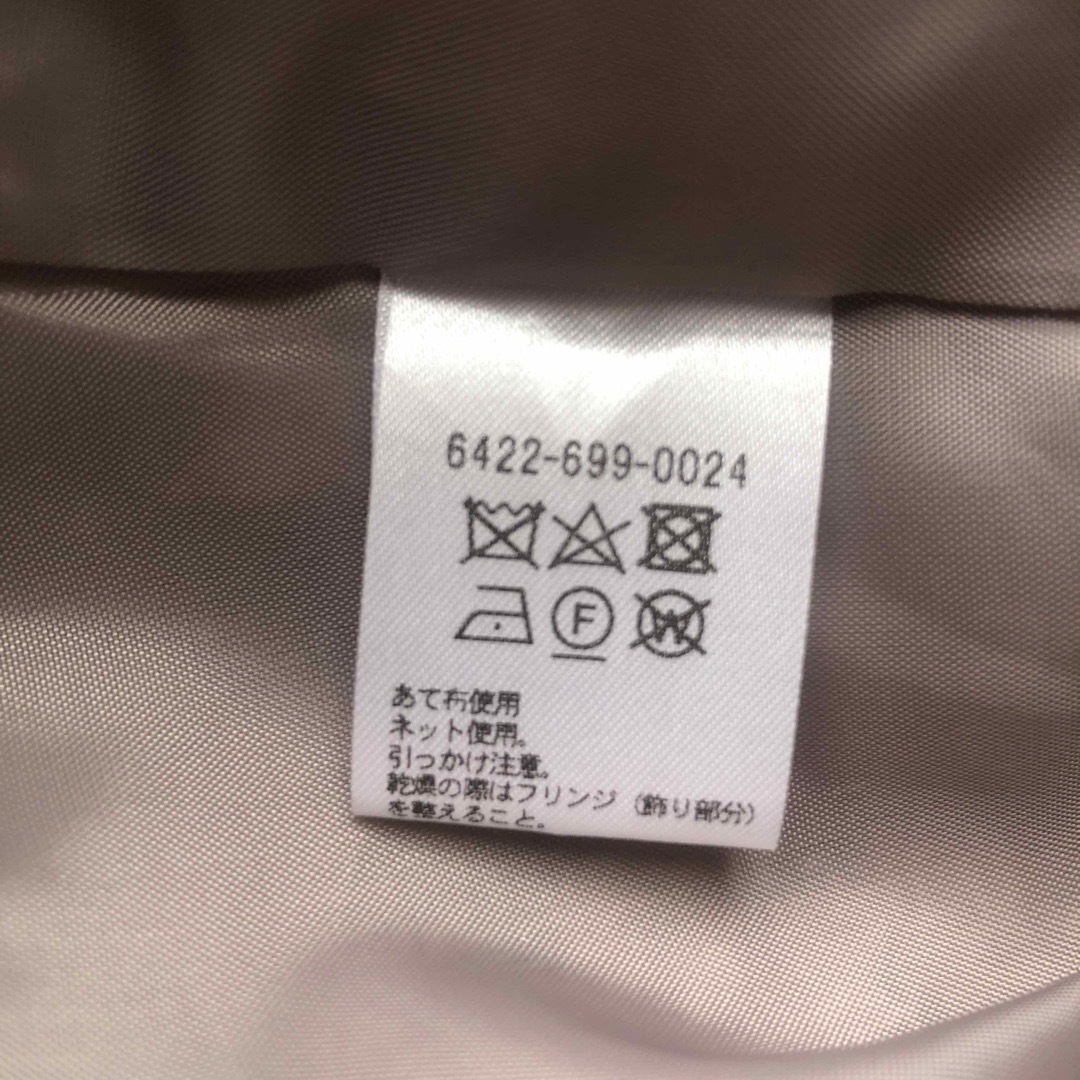 6422-699-0024
F
W
あて布使用
ネット使用。
引っかけ注意。
乾燥の際はフリンジ（飾り部分）
を整えること。